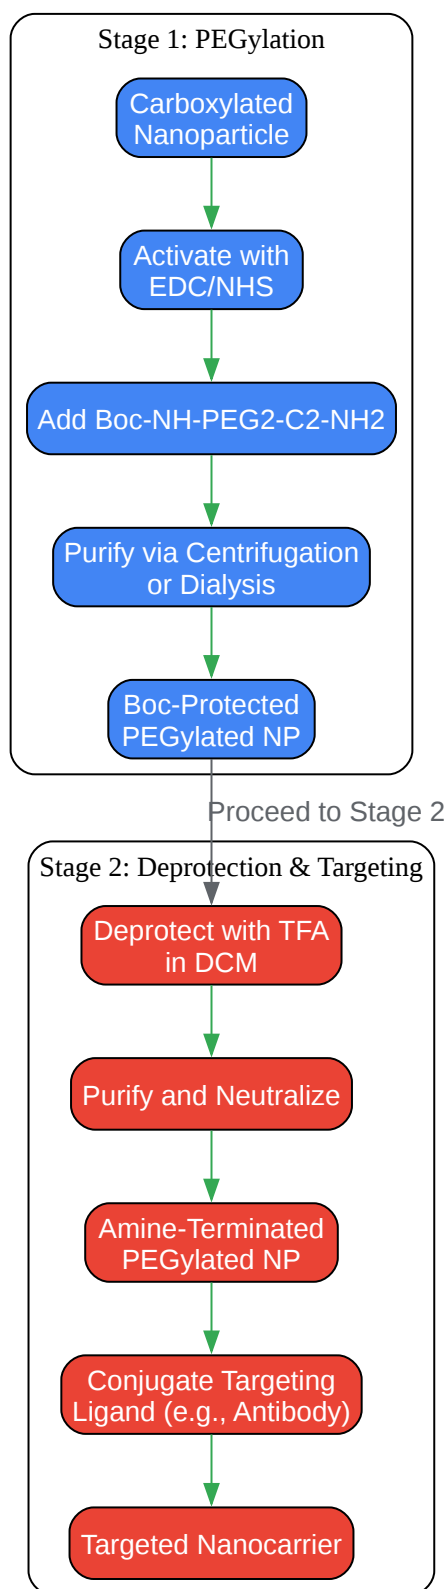 Stage 1: PEGylation
Carboxylated
Nanoparticle
Activate with
EDC/NHS
Add Boc-NH-PEG2-C2-NH2
Purify via Centrifugation
or Dialysis
Boc-Protected
PEGylated NP
Proceed to Stage 2
Stage 2: Deprotection & Targeting
Deprotect with TFA
in DCM
Purify and Neutralize
Amine-Terminated
PEGylated NP
Conjugate Targeting
Ligand (e.g., Antibody)
Targeted Nanocarrier